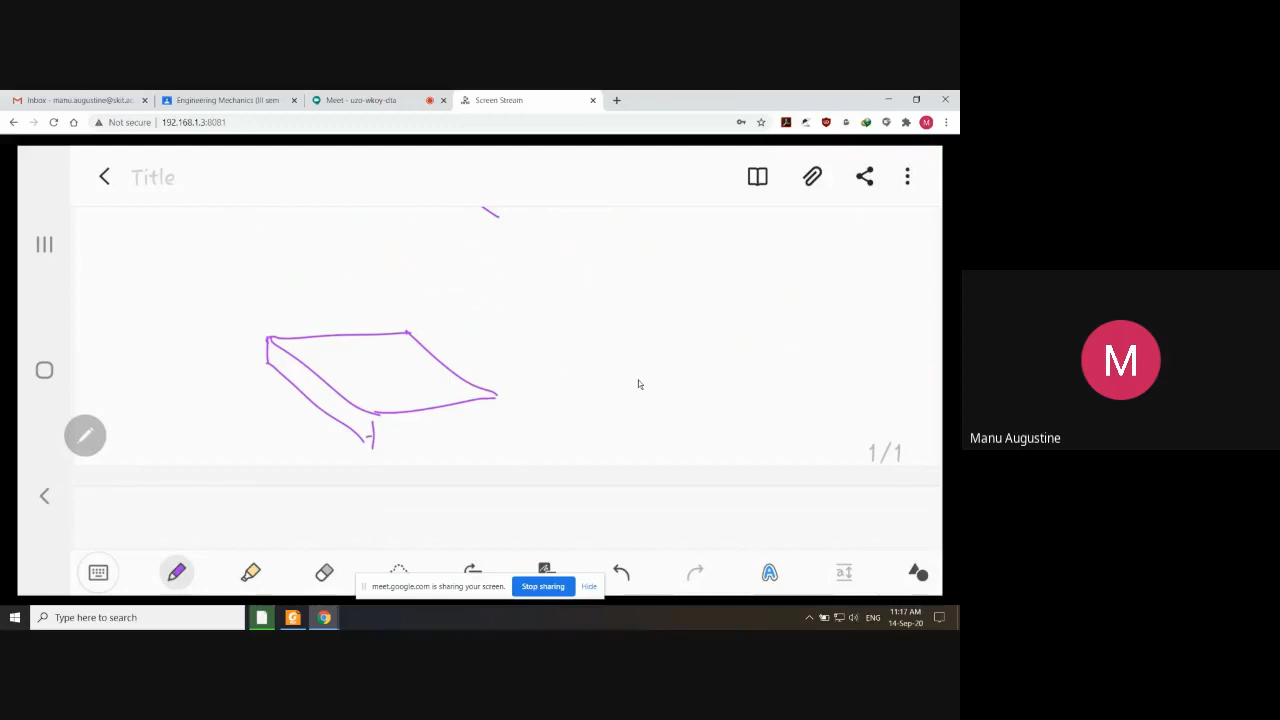 Inbox - manu.augustine@skit.ac.
Engineering Mechanics (III sem
Meet - uzo-wkoy-dta
Screen Stream
Not secure | 192.168.1.3:8081
Title
1/1
meet.google.com is sharing your screen.
Stop sharing
Hide
Type here to search
ENG
11:17 AM
14-Sep-20
M
Manu Augustine